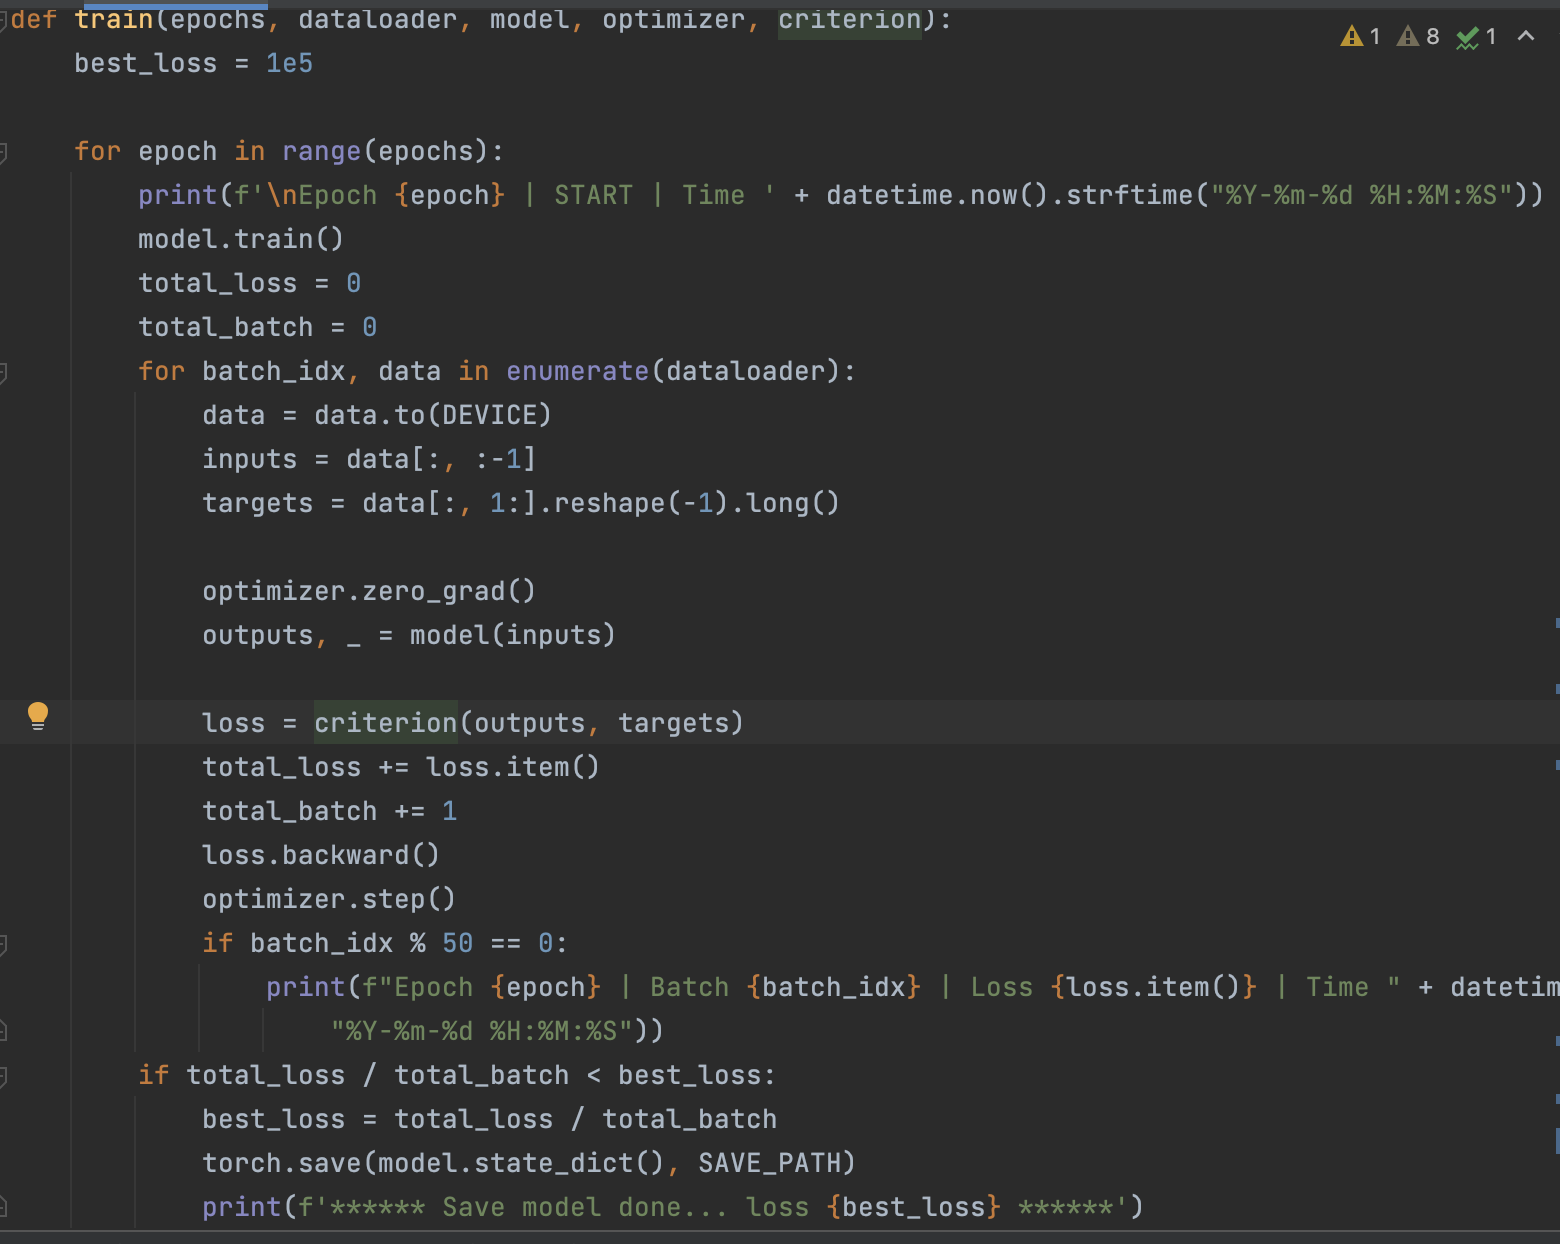 def train(epochs, dataloader, model, optimizer, criterion):
1 8 1
    best_loss = 1e5

    for epoch in range(epochs):
        print(f'\nEpoch {epoch} | START | Time ' + datetime.now().strftime("%Y-%m-%d %H:%M:%S"))
        model.train()
        total_loss = 0
        total_batch = 0
        for batch_idx, data in enumerate(dataloader):
            data = data.to(DEVICE)
            inputs = data[:, :-1]
            targets = data[:, 1:].reshape(-1).long()

            optimizer.zero_grad()
            outputs, _ = model(inputs)

            loss = criterion(outputs, targets)
            total_loss += loss.item()
            total_batch += 1
            loss.backward()
            optimizer.step()
            if batch_idx % 50 == 0:
                print(f"Epoch {epoch} | Batch {batch_idx} | Loss {loss.item()} | Time " + datetim
                    "%Y-%m-%d %H:%M:%S"))
        if total_loss / total_batch < best_loss:
            best_loss = total_loss / total_batch
            torch.save(model.state_dict(), SAVE_PATH)
            print(f'****** Save model done... loss {best_loss} ******')